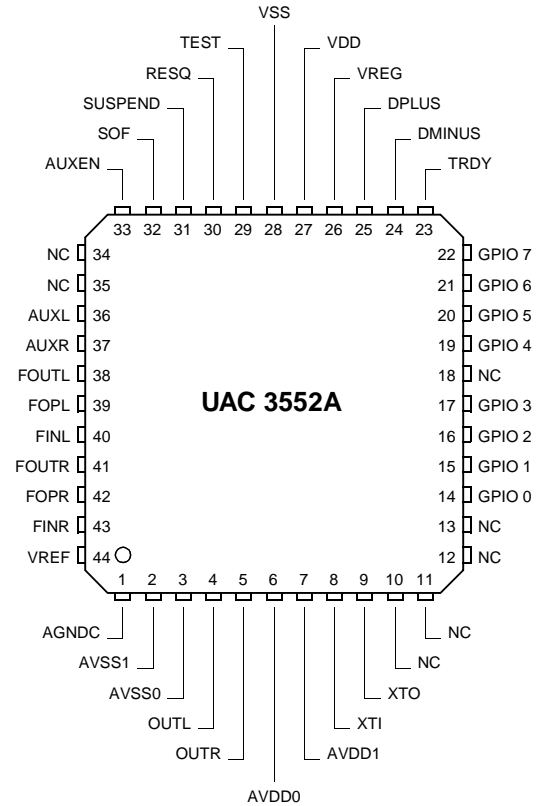 VSS
TEST VDD
RESQ VREG
SUSPEND DPLUS
SOF DMINUS
AUXEN TRDY
33 32 31 30 29 28 27 26 25 24 23
NC 34 22 GPIO 7
NC 35 21 GPIO 6
AUXL 36 20 GPIO 5
AUXR 37 19 GPIO 4
FOUTL 38 18 NC
FOPL 39 UAC 3552A 17 GPIO 3
FINL 40 16 GPIO 2
FOUTR 41 15 GPIO 1
FOPR 42 14 GPIO 0
FINR 43 13 NC
VREF 44 12 NC
1 2 3 4 5 6 7 8 9 10 11
AGNDC NC
AVSS1 NC
AVSS0 XTO
OUTL XTI
OUTR AVDD1
AVDD0